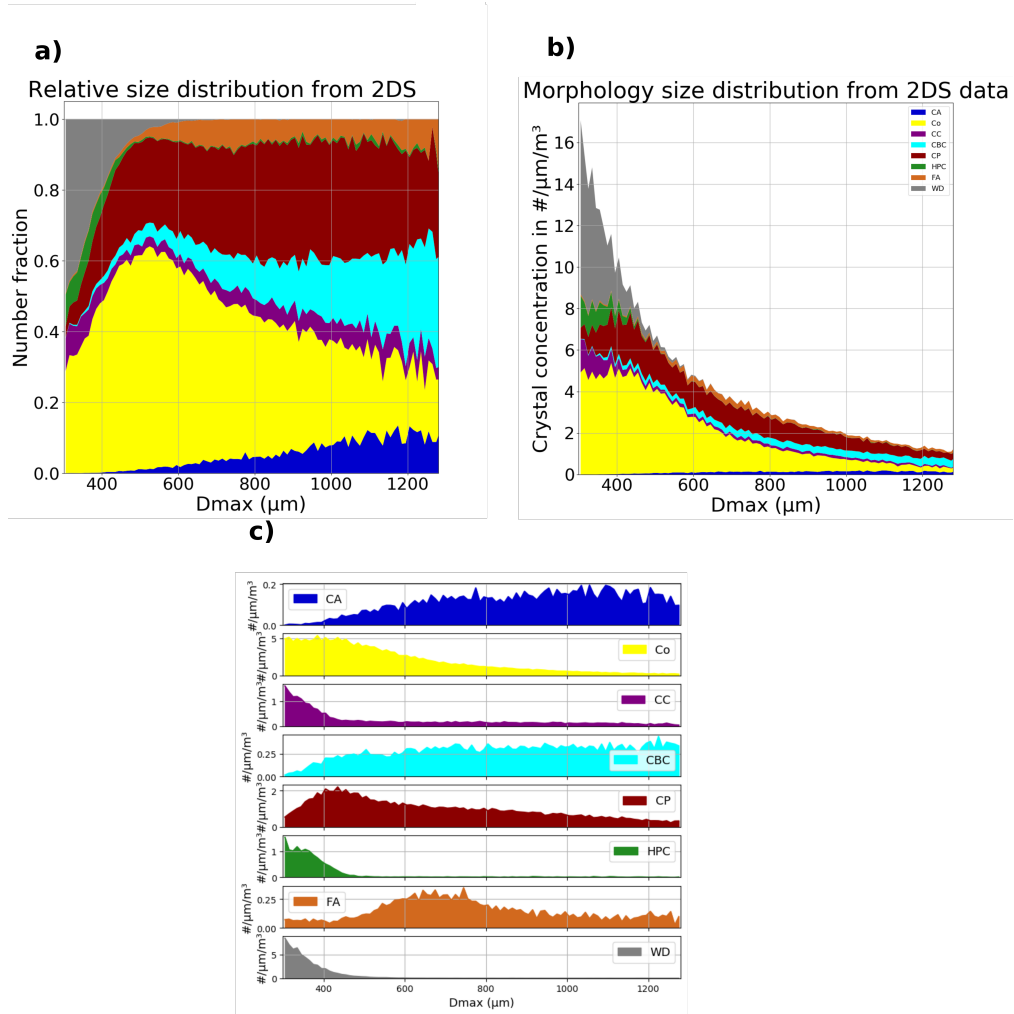 a)
Relative size distribution from 2DS
Number fraction
1.0
0.8
0.6
0.4
0.2
0.0
400 600 800 1000 1200
Dmax (μm)
b)
Morphology size distribution from 2DS data
Crystal concentration in #/μm/m³
16
14
12
10
8
6
4
2
0
400 600 800 1000 1200
Dmax (μm)
CA
Co
CC
CBC
CP
HPC
FA
WD
c)
#/μm/m³
0.2
0.0
CA
#/μm/m³
5
0
Co
#/μm/m³
1
0
CC
#/μm/m³
0.25
0.00
CBC
#/μm/m³
2
0
CP
#/μm/m³
1
0
HPC
#/μm/m³
0.25
0.00
FA
#/μm/m³
5
0
WD
400 600 800 1000 1200
Dmax (μm)